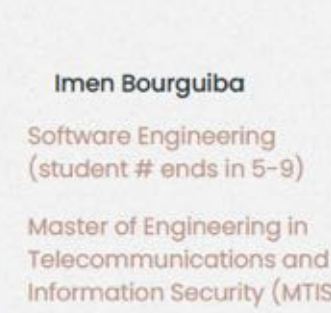 Imen Bourguiba
Software Engineering
(student # ends in 5-9)
Master of Engineering in
Telecommunications and
Information Security (MTIS